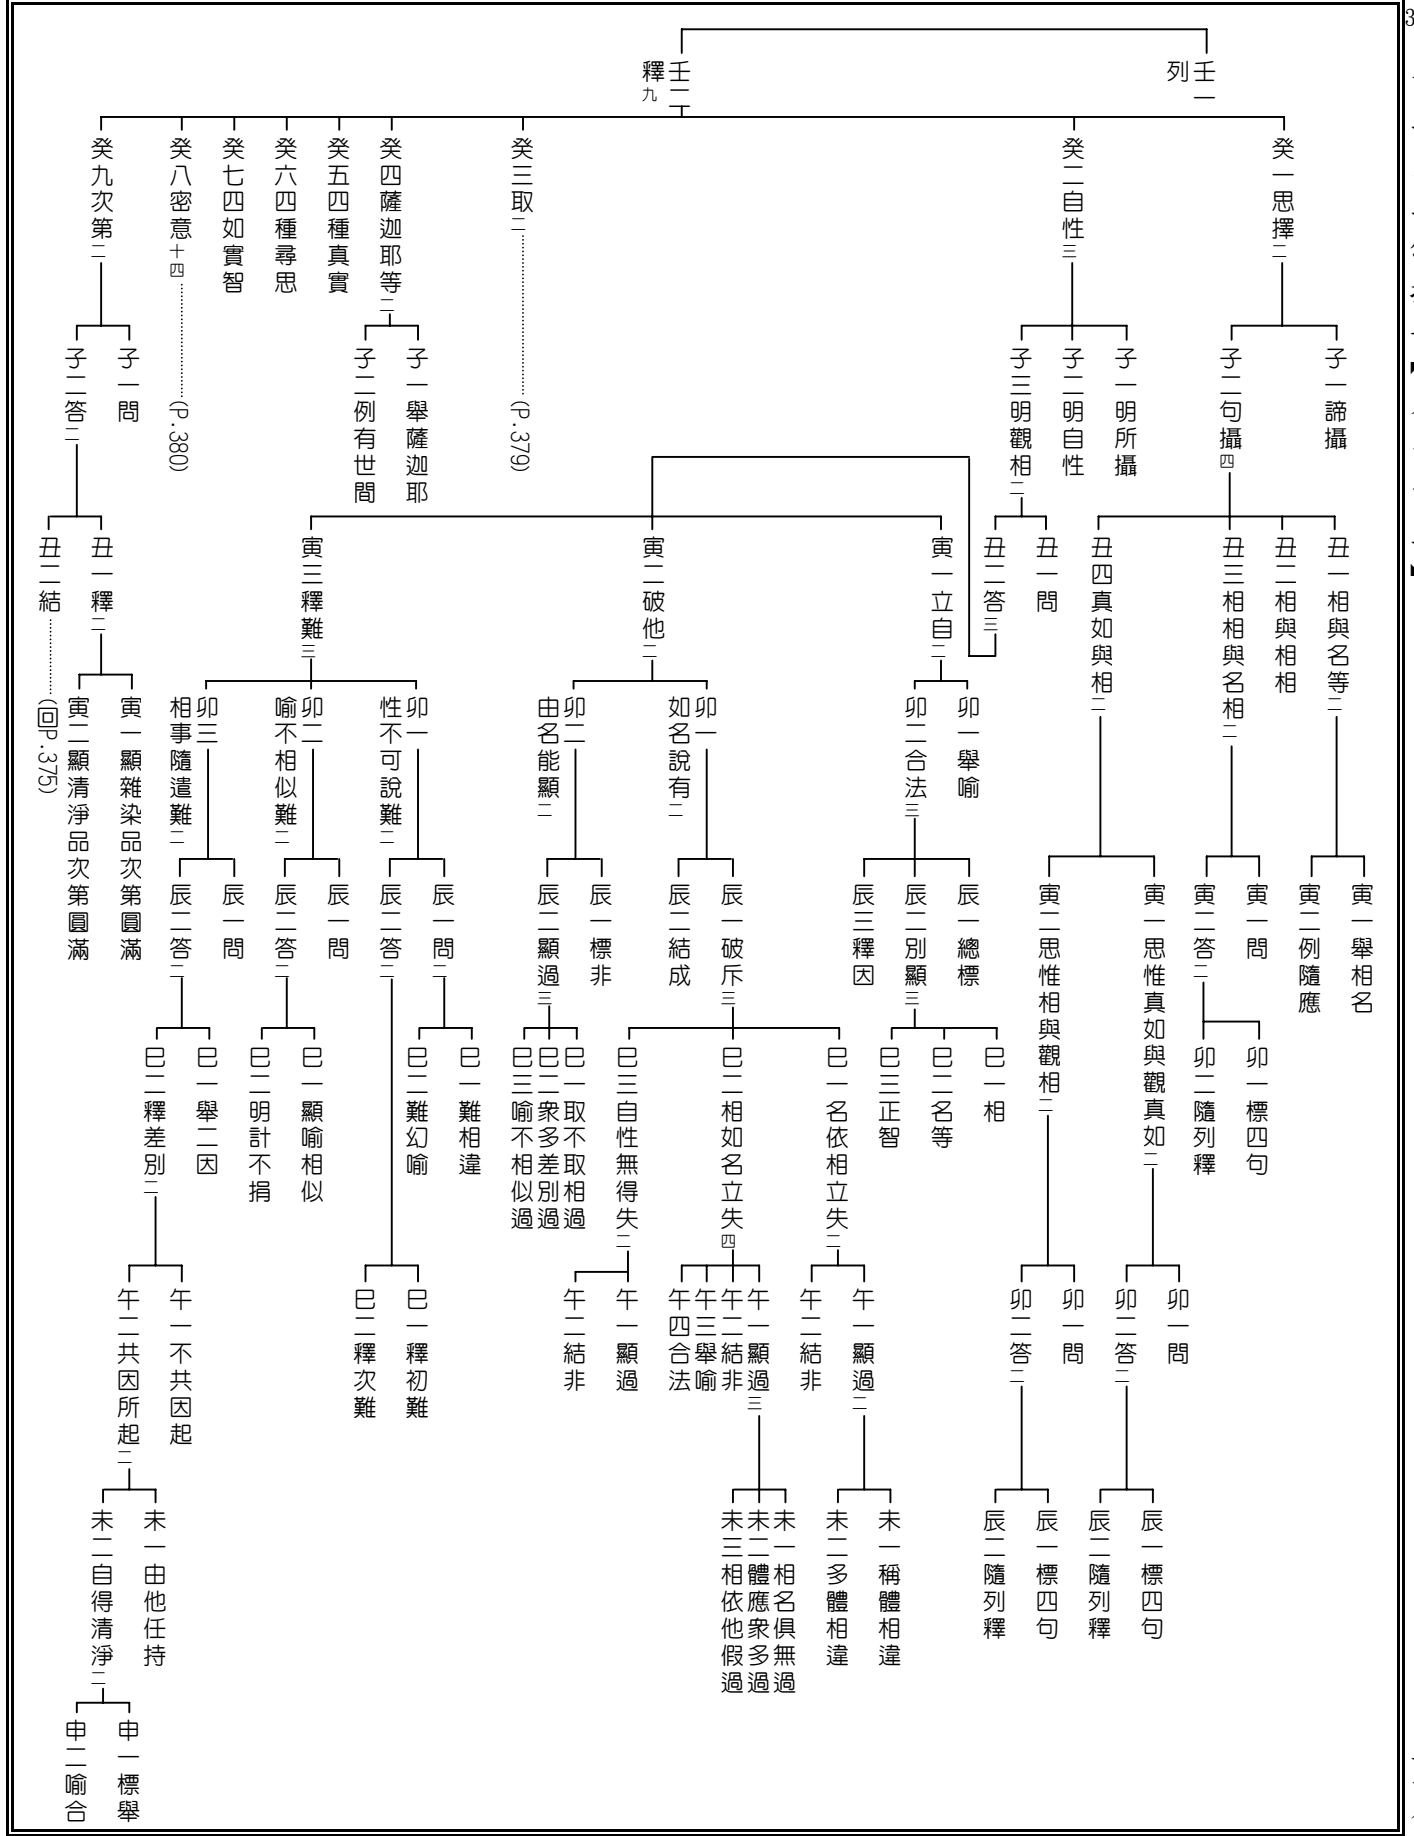 3
壬一
列
壬二
釋九
癸一思擇二
癸二自性三
癸三取二
(P.379)
癸四薩迦耶等二
癸五四種真實
癸六四種尋思
癸七四如實智
癸八密意十四
(P.380)
癸九次第二
子一諦攝
子二句攝四
子一明所攝
子二明自性
子三明觀相二
子一舉薩迦耶
子二例有世間
子一問
子二答二
丑一相與名等二
丑二相與相相
丑三相相與名相二
丑四真如與相二
丑一問
丑二答三
丑一釋二
丑二結
(回P.375)
寅一立自二
寅二破他二
寅三釋難三
寅一顯雜染品次第圓滿
寅二顯清淨品次第圓滿
卯一舉喻
卯二合法三
卯一
如名說有二
卯二
由名能顯二
卯一
性不可說難二
卯二
喻不相似難二
卯三
相事隨遣難二
寅一舉相名
寅二例隨應
寅一問
寅二答二
寅一思惟真如與觀真如二
寅二思惟相與觀相二
辰一總標
辰二別顯三
辰三釋因
辰一破斥三
辰二結成
辰一標非
辰二顯過三
辰一問二
辰二答二
辰一問
辰二答二
辰一問
辰二答二
卯一標四句
卯二隨列釋
巳一相
巳二名等
巳三正智
巳一名依相立失二
巳二相如名立失四
巳三自性無得失二
巳一取不取相過
巳二衆多差別過
巳三喻不相似過
巳一難相違
巳二難幻喻
巳一顯喻相似
巳二明計不捐
巳一舉二因
巳二釋差別二
卯一問
卯二答二
卯一問
卯二答二
午一顯過二
午二結非
午一顯過三
午二結非
午三舉喻
午四合法
午一顯過
午二結非
巳一釋初難
巳二釋次難
午一不共因起
午二共因所起二
辰一標四句
辰二隨列釋
辰一標四句
辰二隨列釋
未一稱體相違
未二多體相違
未一相名俱無過
未二體應衆多過
未三相依他假過
未一由他任持
未二自得清淨二
申一標舉
申二喻合